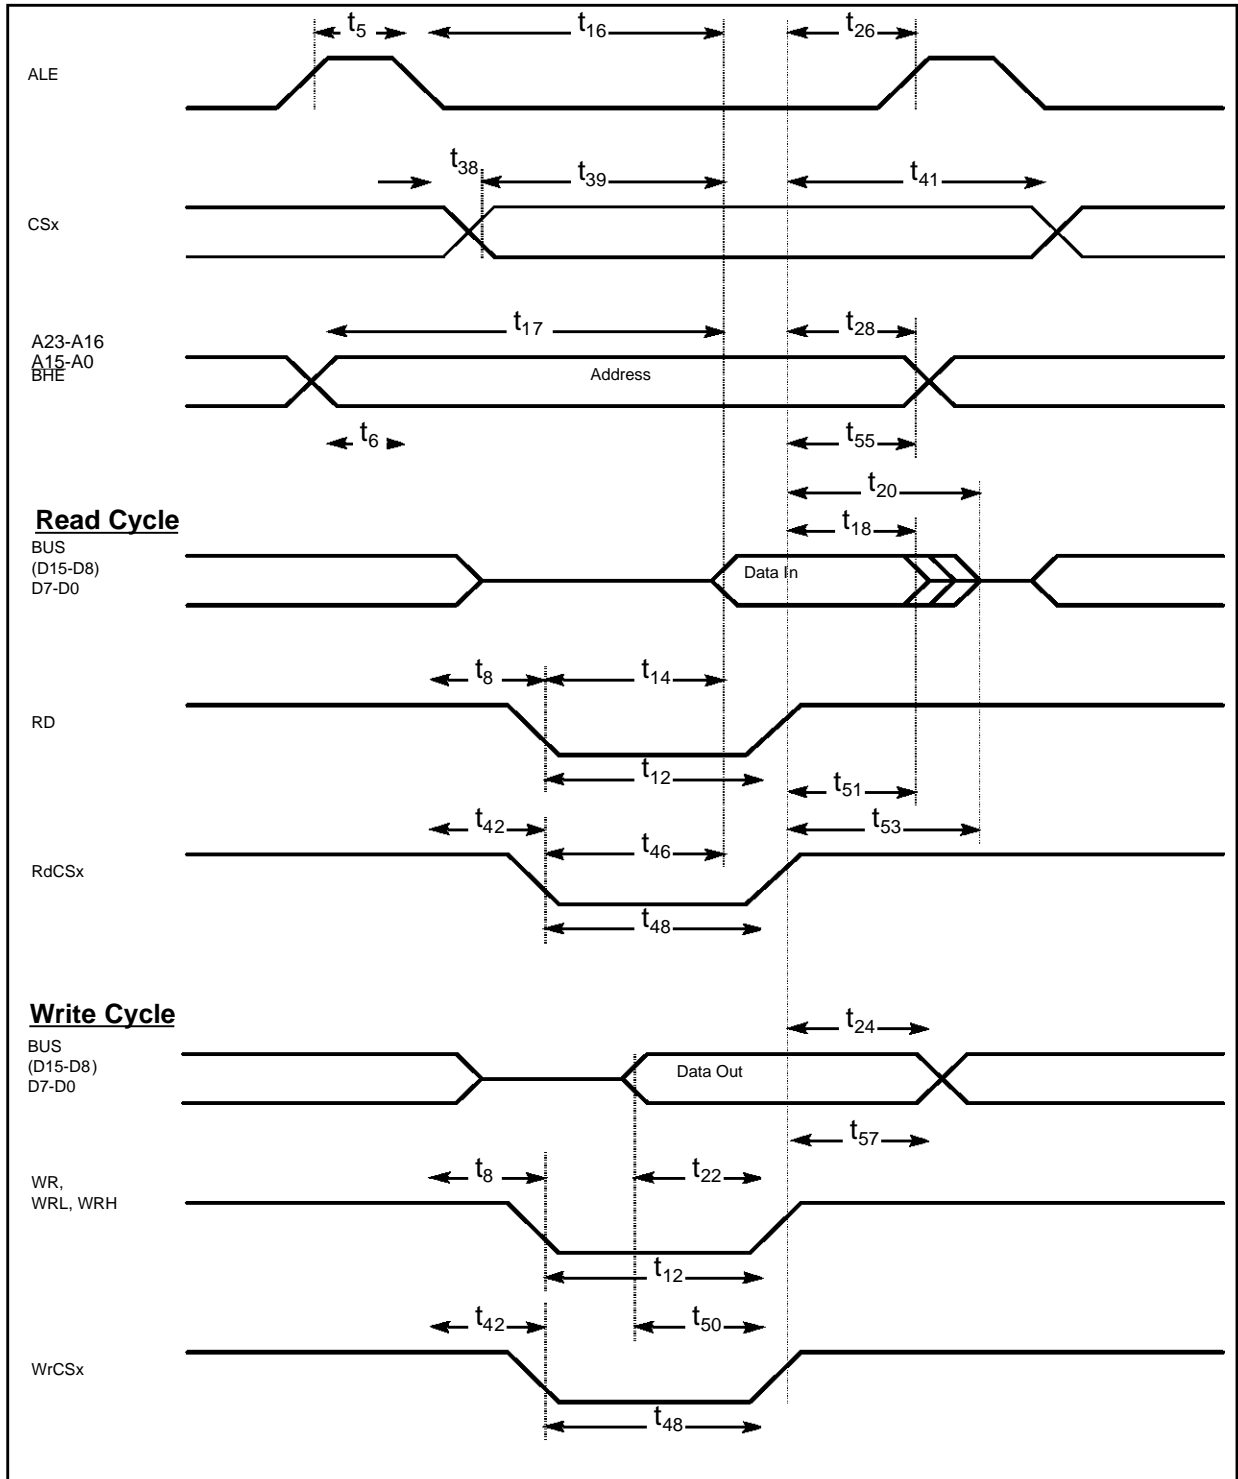 t5 t16 t26
ALE
t38 t39 t41
CSx
t17 t28
A23-A16
A15-A0
BHE
Address
t6 t55
t20
Read Cycle
t18
BUS
(D15-D8)
D7-D0
Data In
t8 t14
RD
t12
t51
t42 t46 t53
RdCSx
t48
Write Cycle
t24
BUS
(D15-D8)
D7-D0
Data Out
t57
t8 t22
WR,
WRL, WRH
t12
t42 t50
WrCSx
t48